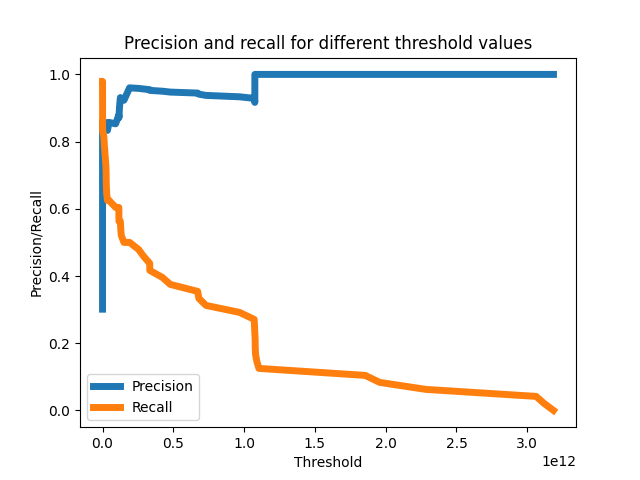 Precision and recall for different threshold values
Precision/Recall
1.0
0.8
0.6
0.4
0.2
0.0
Precision
Recall
0.0 0.5 1.0 1.5 2.0 2.5 3.0
1e12
Threshold